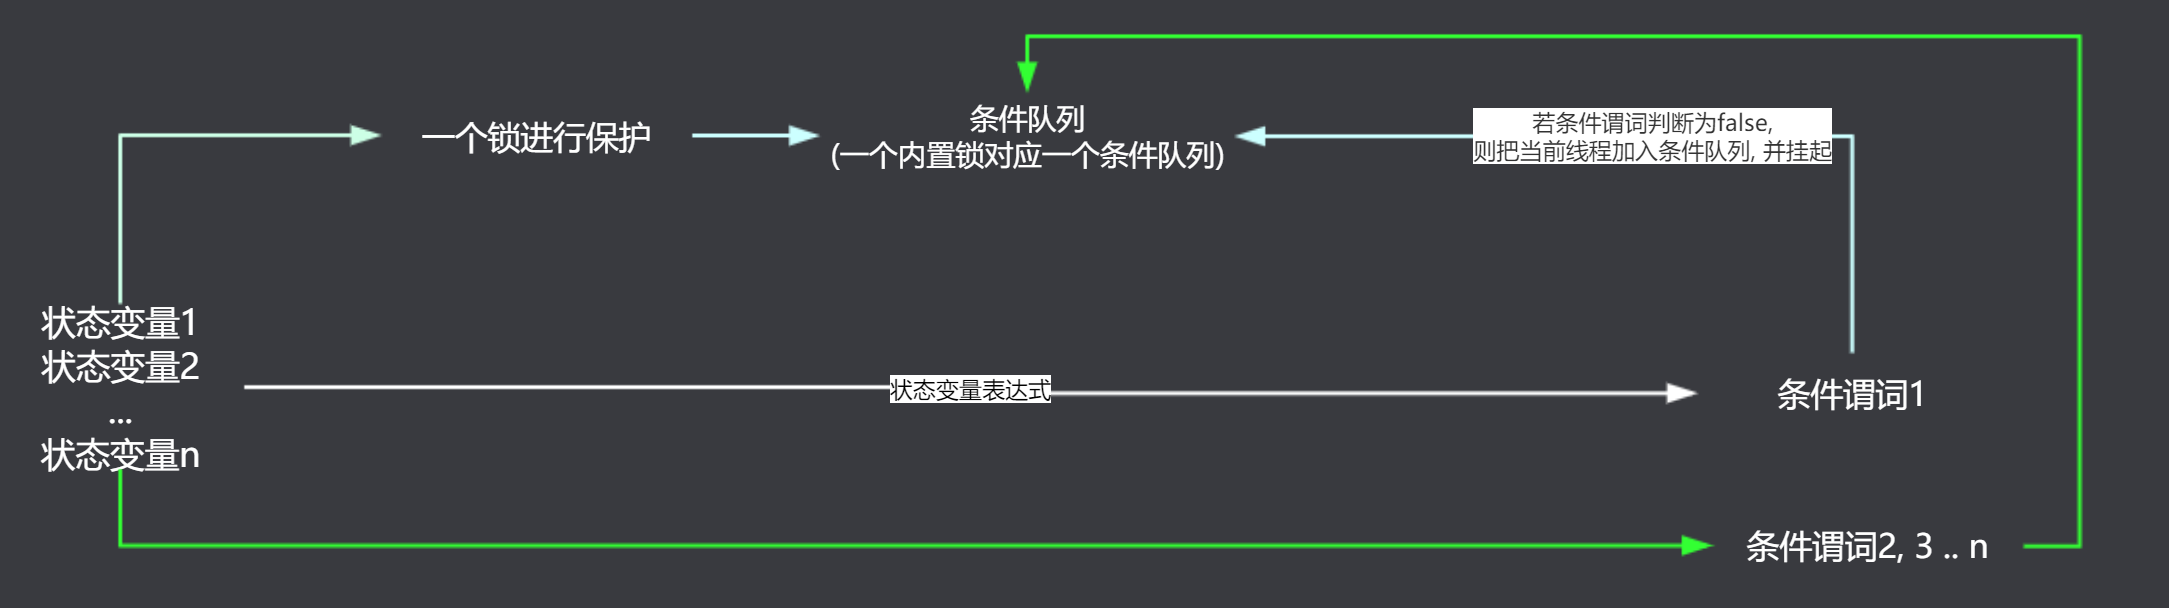 一个锁进行保护
条件队列
(一个内置锁对应一个条件队列)
若条件谓词判断为false,
则把当前线程加入条件队列, 并挂起
状态变量1
状态变量2
...
状态变量n
状态变量表达式
条件谓词1
条件谓词2, 3 .. n